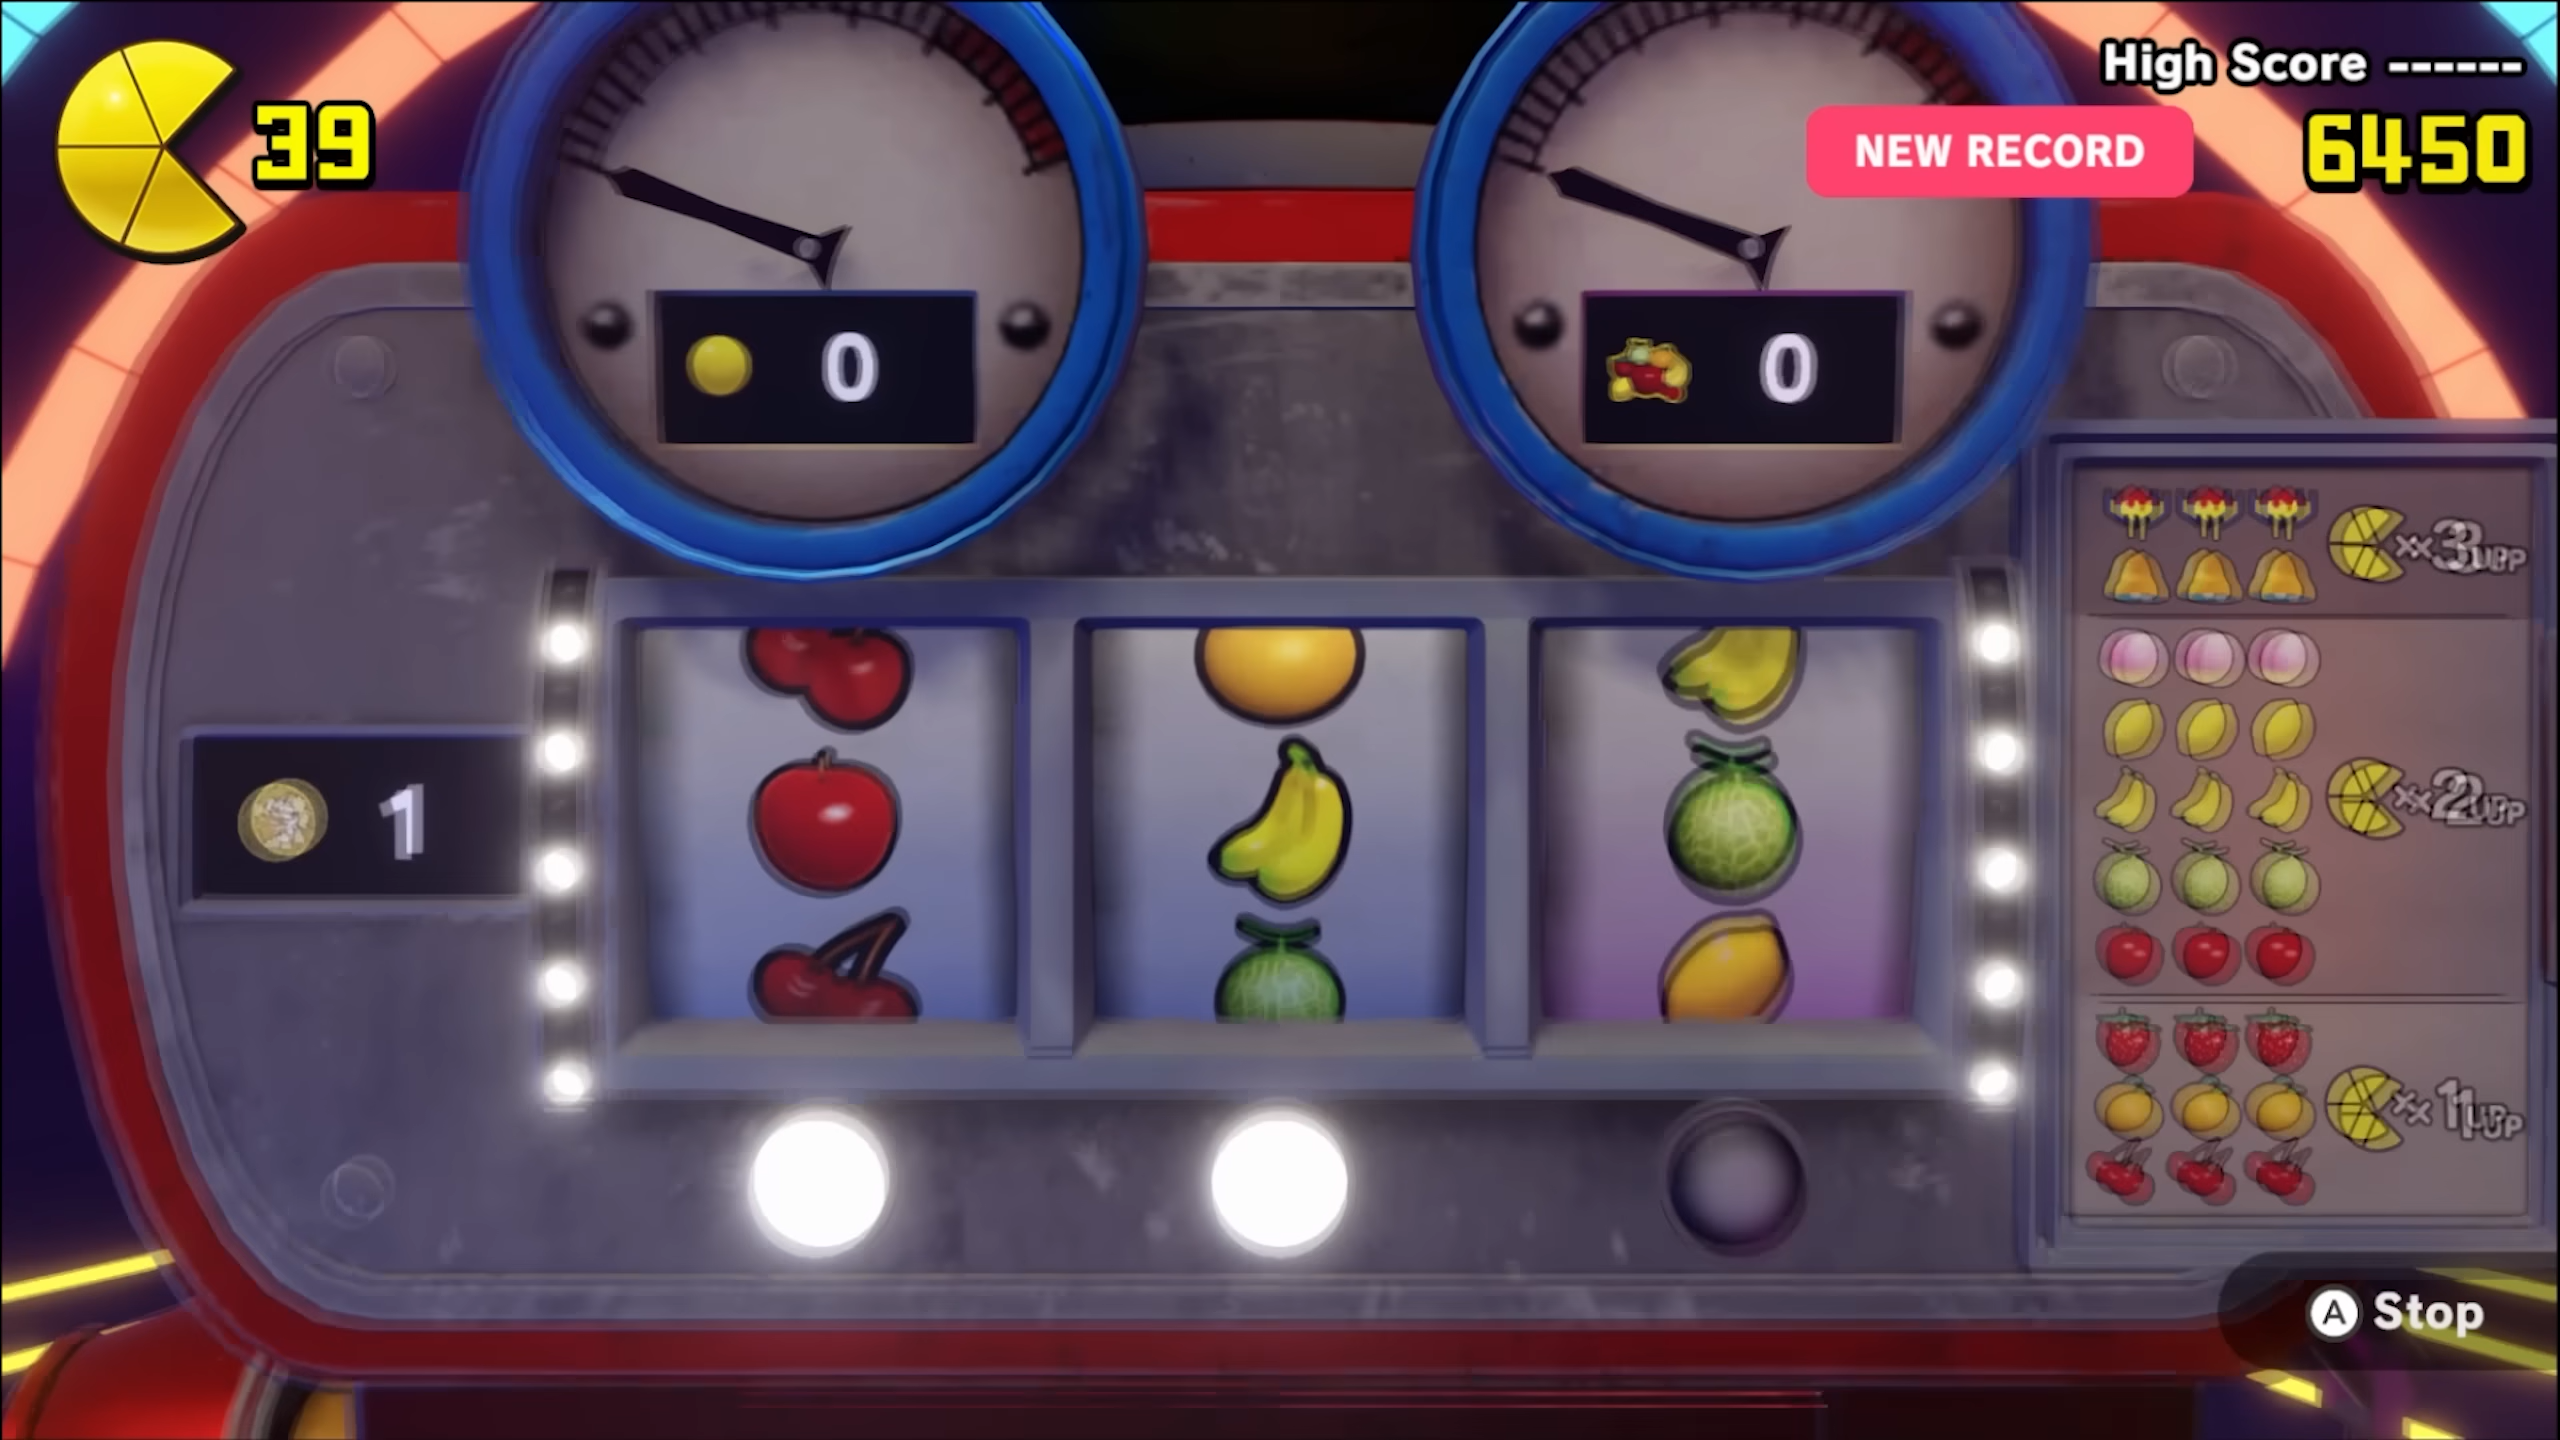 High Score ------
39
NEW RECORD
6450
0
0
×3UP
×2UP
1
×1UP
A Stop